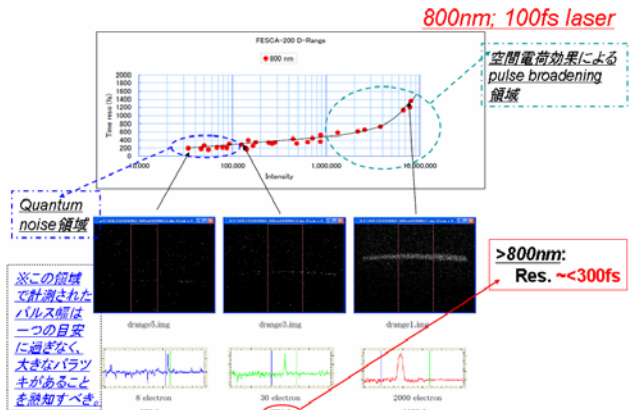 800nm; 100fs laser
FESCA-200 D-Range
800 nm
空間電荷効果による
pulse broadening
領域
2000
1800
1600
1400
1200
1000
800
600
400
200
0
Time reso (fs)
100,000
1,000,000
10,000,000
Intensity
Quantum
noise領域
※この領域
で計測された
パルス幅は
一つの目安
に過ぎなく、
大きなバラツ
キがあること
を熟知すべき。
>800nm:
Res. ~<300fs
drange5.img
drange3.img
drange1.img
8 electron
30 electron
2000 electron